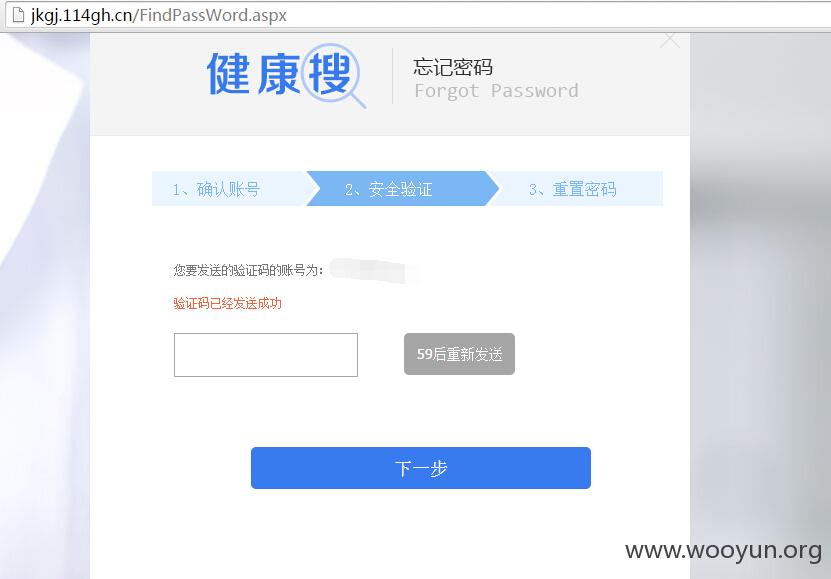 jkgj.114gh.cn/FindPassWord.aspx
健康搜
忘记密码
Forgot Password
1、确认账号
2、安全验证
3、重置密码
您要发送的验证码的账号为:
验证码已经发送成功
59后重新发送
下一步
www.wooyun.org